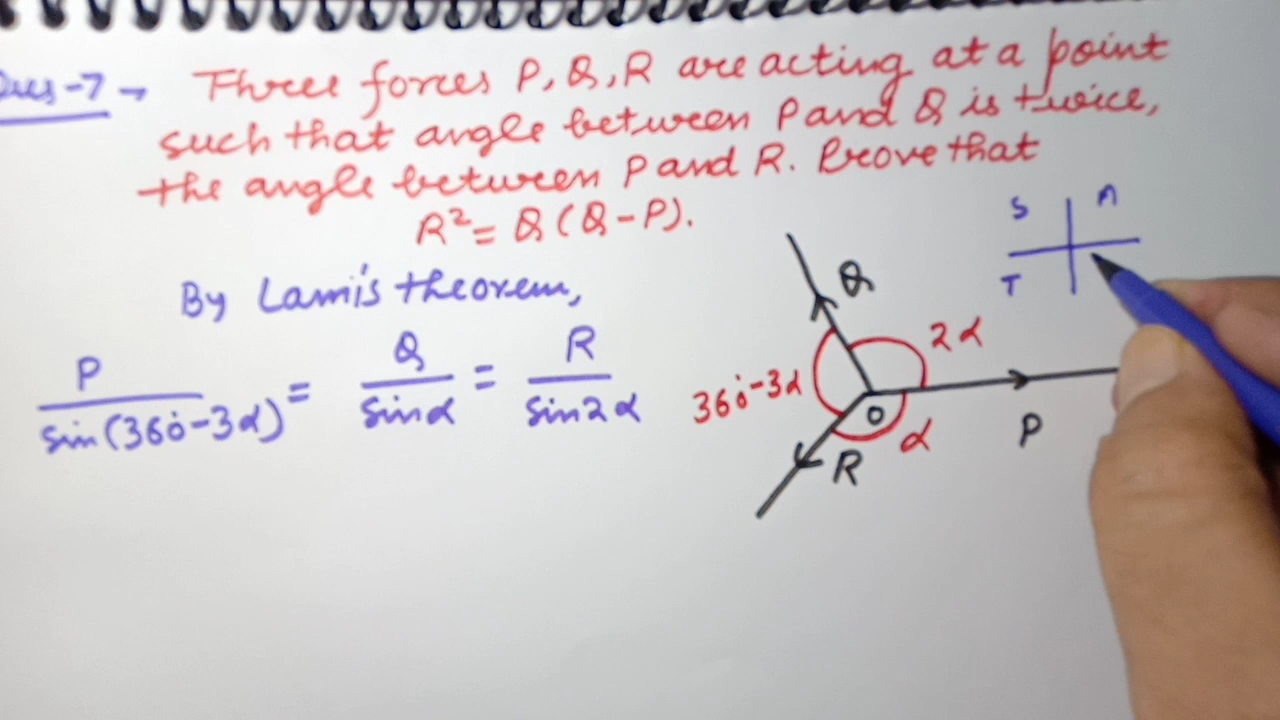 Ques-7→ Three forces P, Q, R are acting at a point
such that angle between P and Q is twice,
the angle between P and R. Prove that
R² = Q (Q - P).
By Lami's theorem,
P / sin(360°-3α) = Q / sinα = R / sin2α
S A
T
Q
2α
360°-3α
O
α
P
R